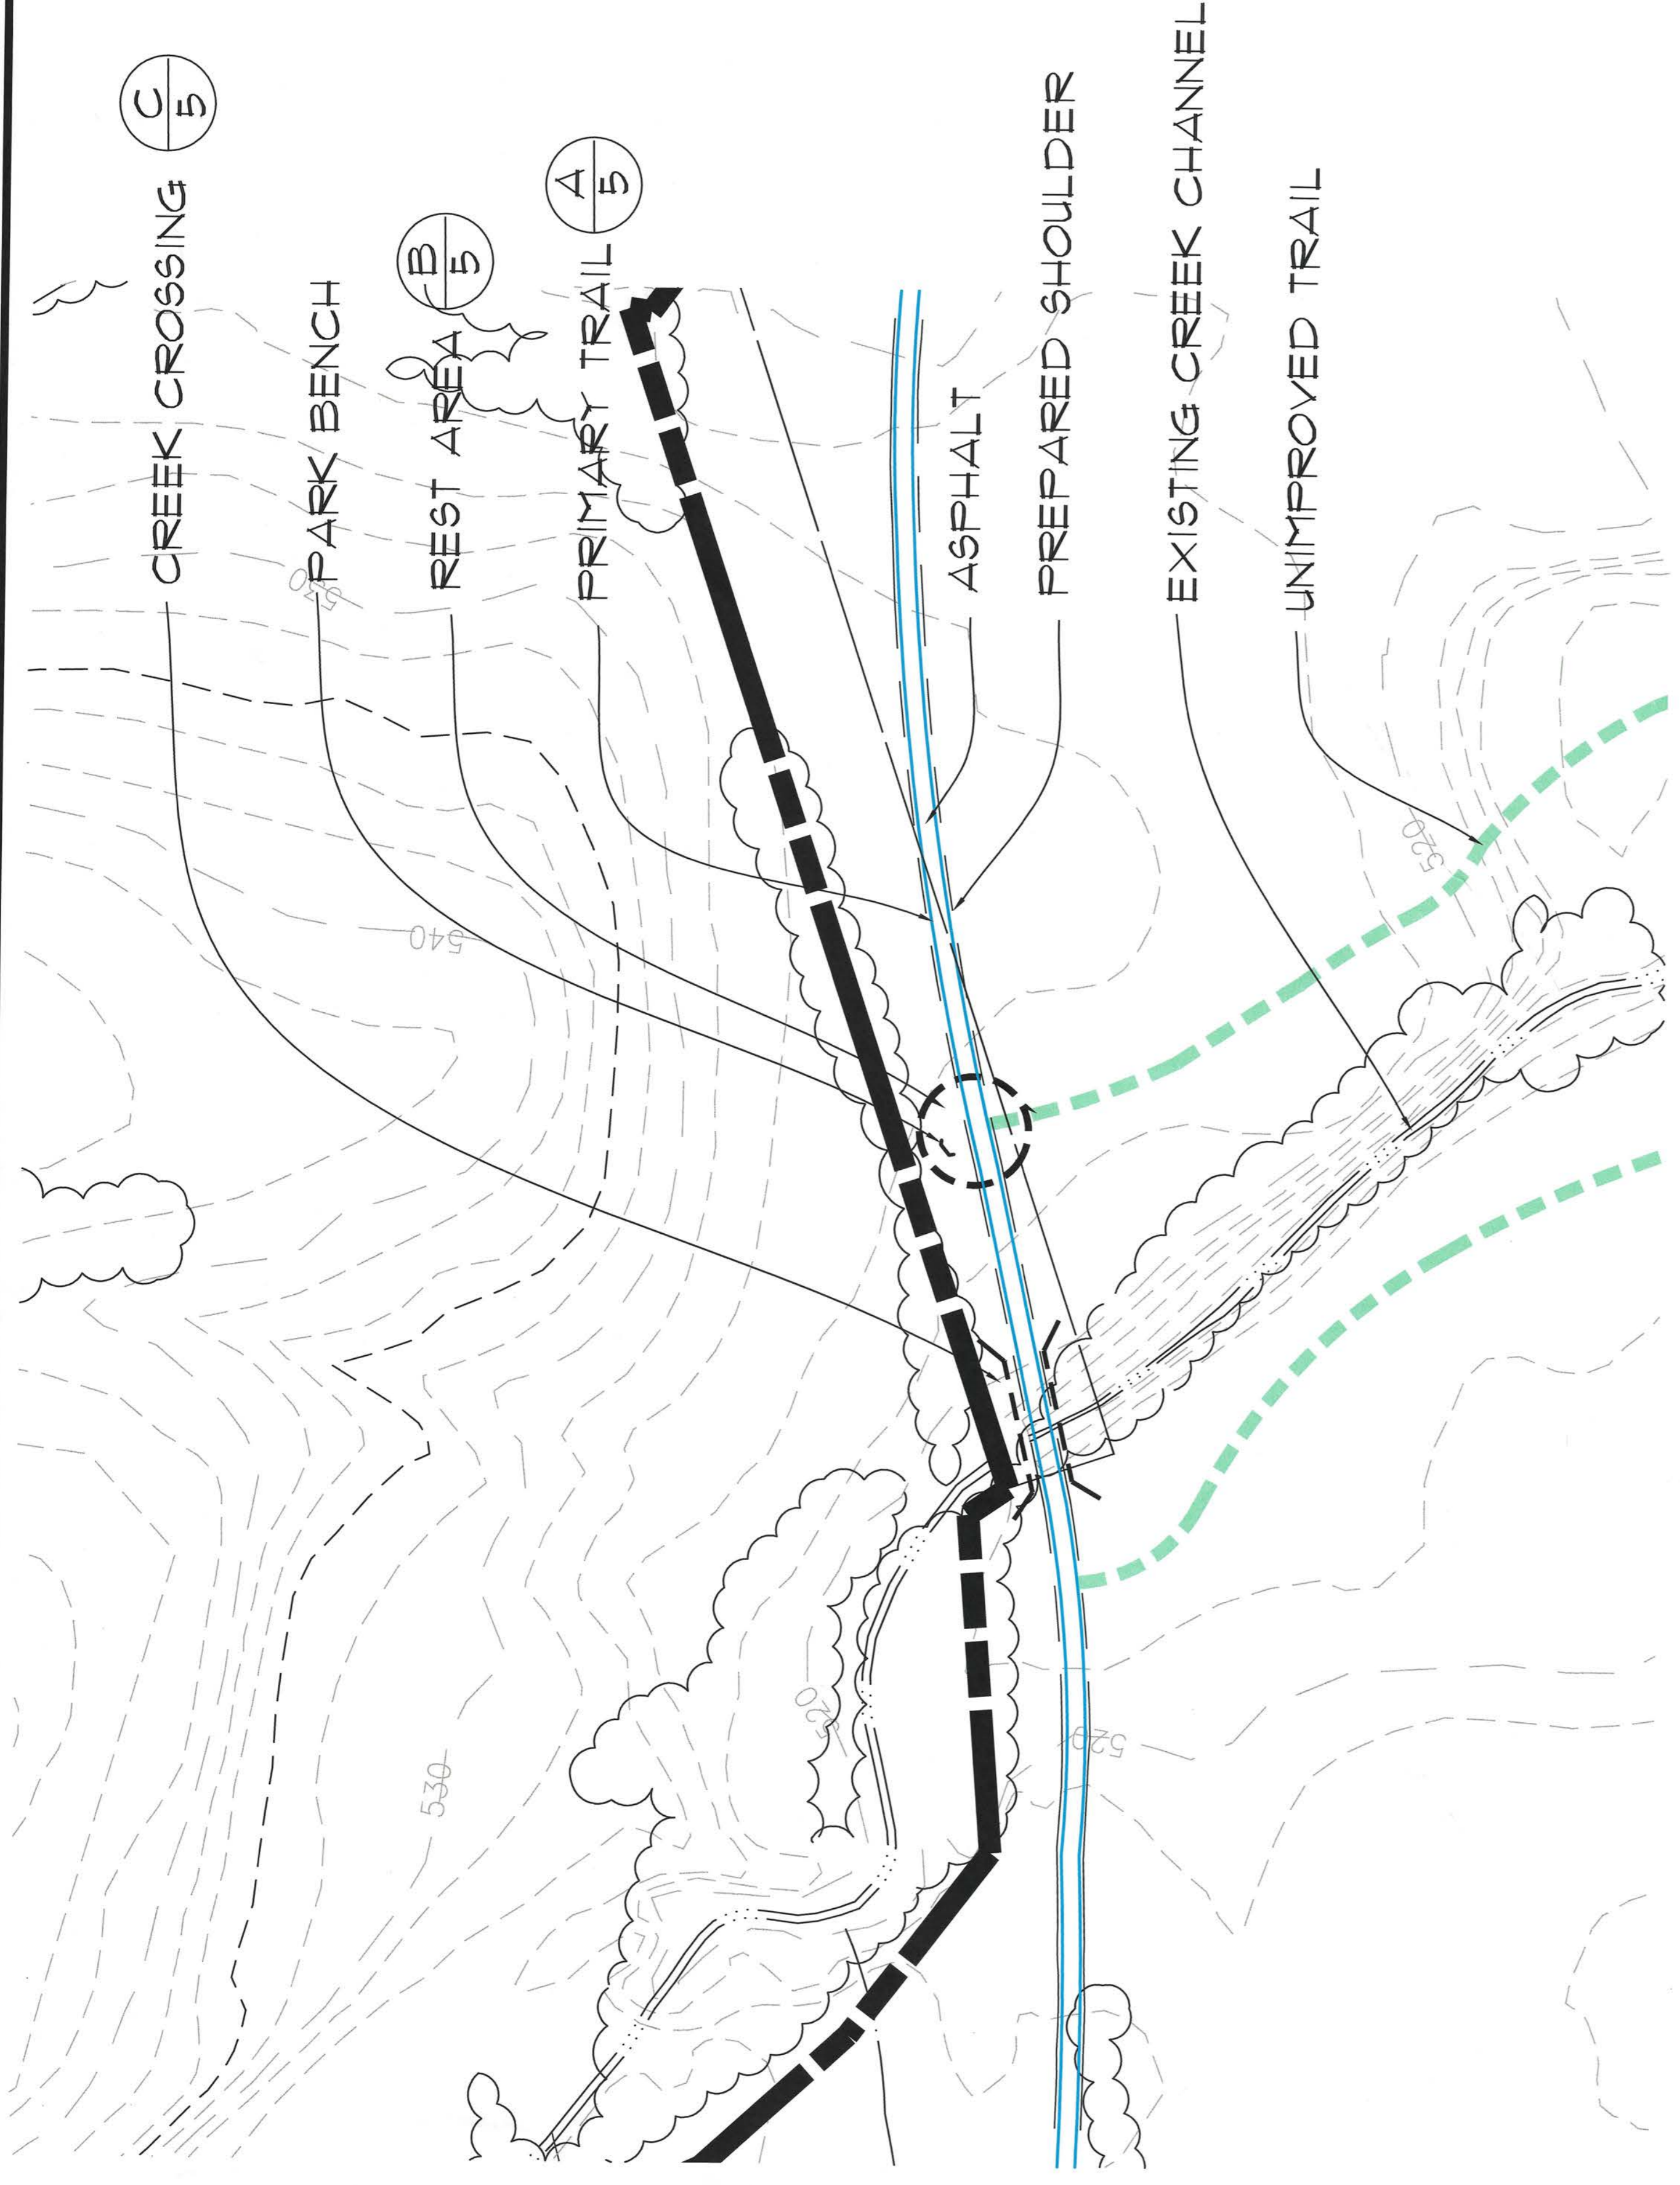 CREEK CROSSING
C
5
PARK BENCH
REST AREA
B
5
PRIMARY TRAIL
A
5
ASPHALT
PREPARED SHOULDER
EXISTING CREEK CHANNEL
UNIMPROVED TRAIL
530
540
520
530
520
520